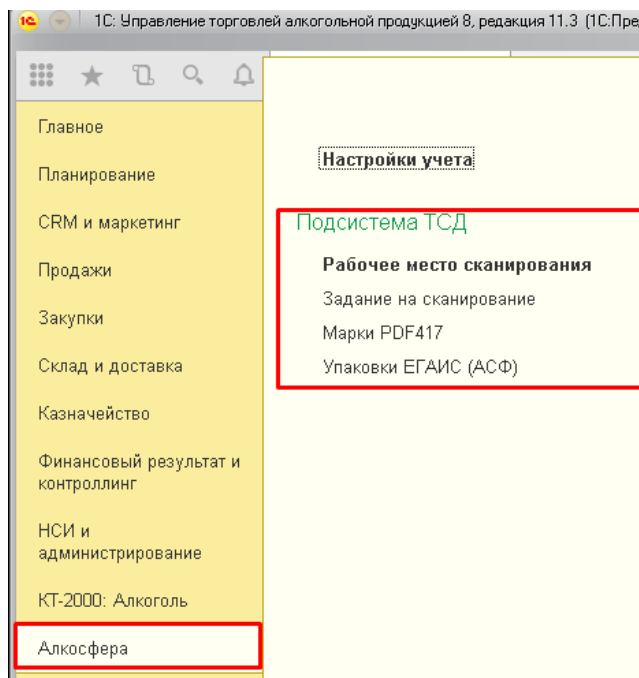 1С: Управление торговлей алкогольной продукцией 8, редакция 11.3 (1С:Пре
Главное
Планирование
CRM и маркетинг
Продажи
Закупки
Склад и доставка
Казначейство
Финансовый результат и
контроллинг
НСИ и
администрирование
КТ-2000: Алкоголь
Алкосфера
Настройки учета
Подсистема ТСД
Рабочее место сканирования
Задание на сканирование
Марки PDF417
Упаковки ЕГАИС (АСФ)